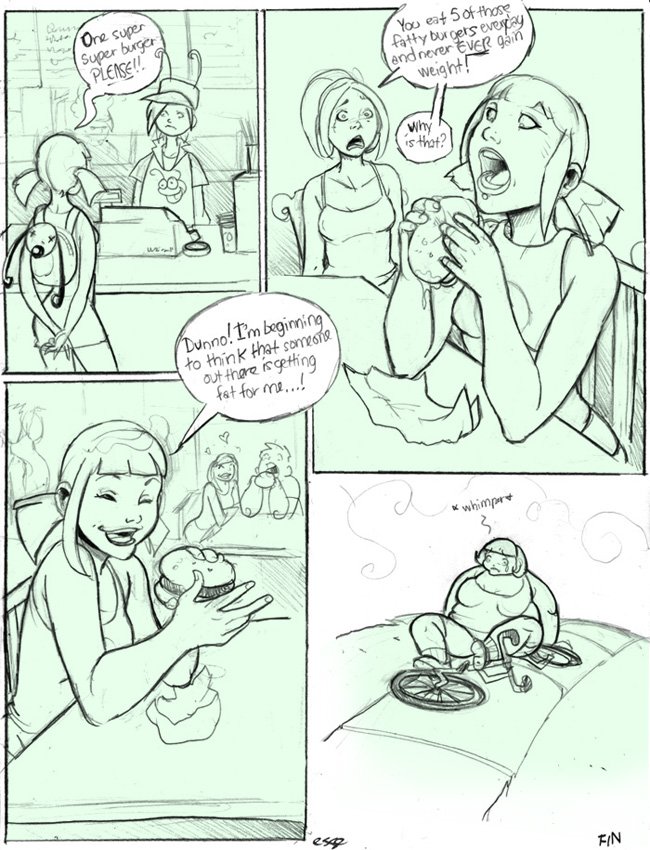 One super
super burger
PLEASE!!
You eat 5 of those
fatty burgers everyday
and never EVER gain
weight!
Why
is that?
Dunno! I'm beginning
to think that someone
out there is getting
fat for me...!
*whimper*
FIN